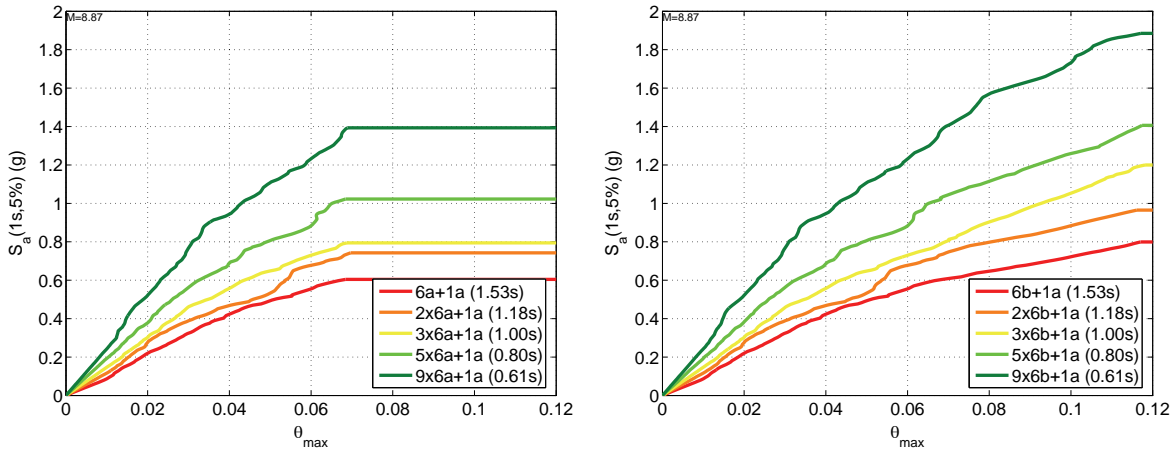 M=8.87
2
1.8
1.6
1.4
1.2
1
0.8
0.6
0.4
0.2
0
S_a(1s,5%) (g)
0 0.02 0.04 0.06 0.08 0.1 0.12
θ_max
6a+1a (1.53s)
2x6a+1a (1.18s)
3x6a+1a (1.00s)
5x6a+1a (0.80s)
9x6a+1a (0.61s)
M=8.87
2
1.8
1.6
1.4
1.2
1
0.8
0.6
0.4
0.2
0
S_a(1s,5%) (g)
0 0.02 0.04 0.06 0.08 0.1 0.12
θ_max
6b+1a (1.53s)
2x6b+1a (1.18s)
3x6b+1a (1.00s)
5x6b+1a (0.80s)
9x6b+1a (0.61s)